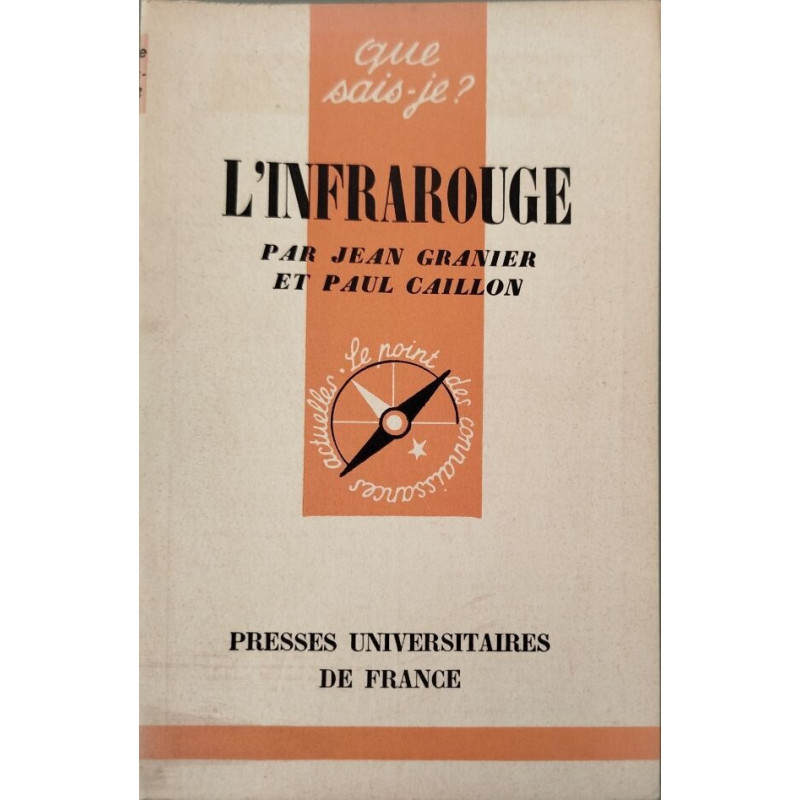 que
sais-je?
L'INFRAROUGE
PAR JEAN GRANIER
ET PAUL CAILLON
Le point des connaissances actuelles.
PRESSES UNIVERSITAIRES
DE FRANCE